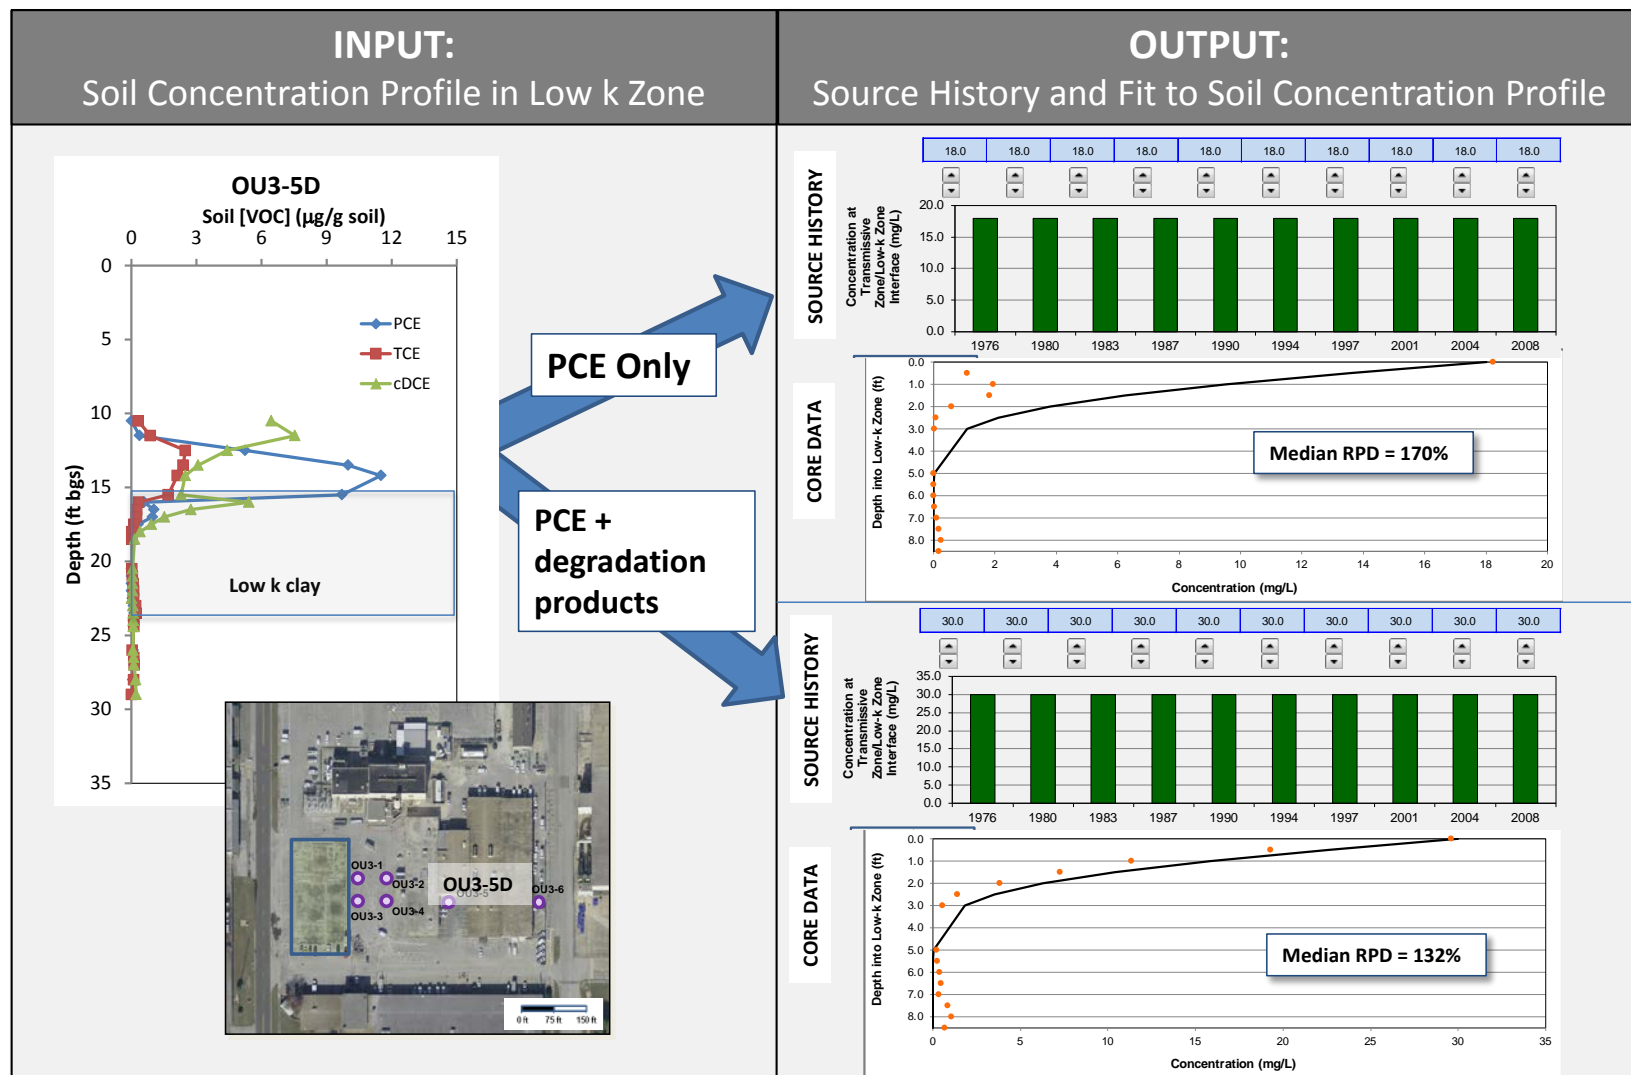 INPUT:
Soil Concentration Profile in Low k Zone
OUTPUT:
Source History and Fit to Soil Concentration Profile
OU3-5D
Soil [VOC] (µg/g soil)
0 3 6 9 12 15
0
5
10
15
20
25
30
35
Depth (ft bgs)
PCE
TCE
cDCE
Low k clay
PCE Only
PCE +
degradation
products
OU3-1
OU3-2
OU3-3
OU3-4
OU3-5D
OU3-5
OU3-6
0 ft 75 ft 150 ft
SOURCE HISTORY
18.0 18.0 18.0 18.0 18.0 18.0 18.0 18.0 18.0 18.0
Concentration at
Transmissive
Zone/Low-k Zone
Interface (mg/L)
20.0
15.0
10.0
5.0
0.0
1976 1980 1983 1987 1990 1994 1997 2001 2004 2008
CORE DATA
Depth into Low-k Zone (ft)
0.0
1.0
2.0
3.0
4.0
5.0
6.0
7.0
8.0
Median RPD = 170%
0 2 4 6 8 10 12 14 16 18 20
Concentration (mg/L)
SOURCE HISTORY
30.0 30.0 30.0 30.0 30.0 30.0 30.0 30.0 30.0 30.0
Concentration at
Transmissive
Zone/Low-k Zone
Interface (mg/L)
35.0
30.0
25.0
20.0
15.0
10.0
5.0
0.0
1976 1980 1983 1987 1990 1994 1997 2001 2004 2008
CORE DATA
Depth into Low-k Zone (ft)
0.0
1.0
2.0
3.0
4.0
5.0
6.0
7.0
8.0
Median RPD = 132%
0 5 10 15 20 25 30 35
Concentration (mg/L)